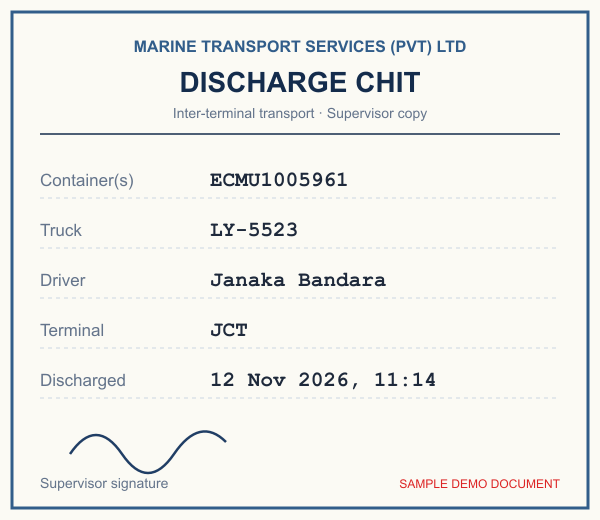 MARINE TRANSPORT SERVICES (PVT) LTD
DISCHARGE CHIT
Inter-terminal transport · Supervisor copy
Container(s) ECMU1005961
Truck LY-5523
Driver Janaka Bandara
Terminal JCT
Discharged 12 Nov 2026, 11:14
Supervisor signature SAMPLE DEMO DOCUMENT